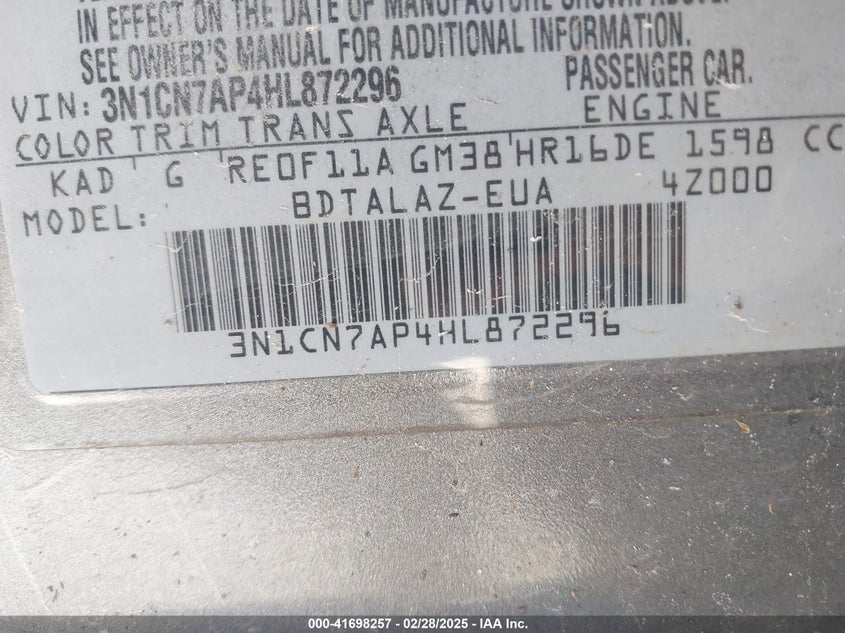 IN EFFECT ON THE DATE OF MANUFACTURE SHOWN ABOVE.
SEE OWNER'S MANUAL FOR ADDITIONAL INFORMATION.
VIN: 3N1CN7AP4HL872296 PASSENGER CAR.
COLOR TRIM TRANS AXLE ENGINE
KAD G RE0F11A GM38 HR16DE 1598 CC
MODEL: BDTALAZ-EUA 4Z000
3N1CN7AP4HL872296
000-41698257 - 02/28/2025 - IAA Inc.